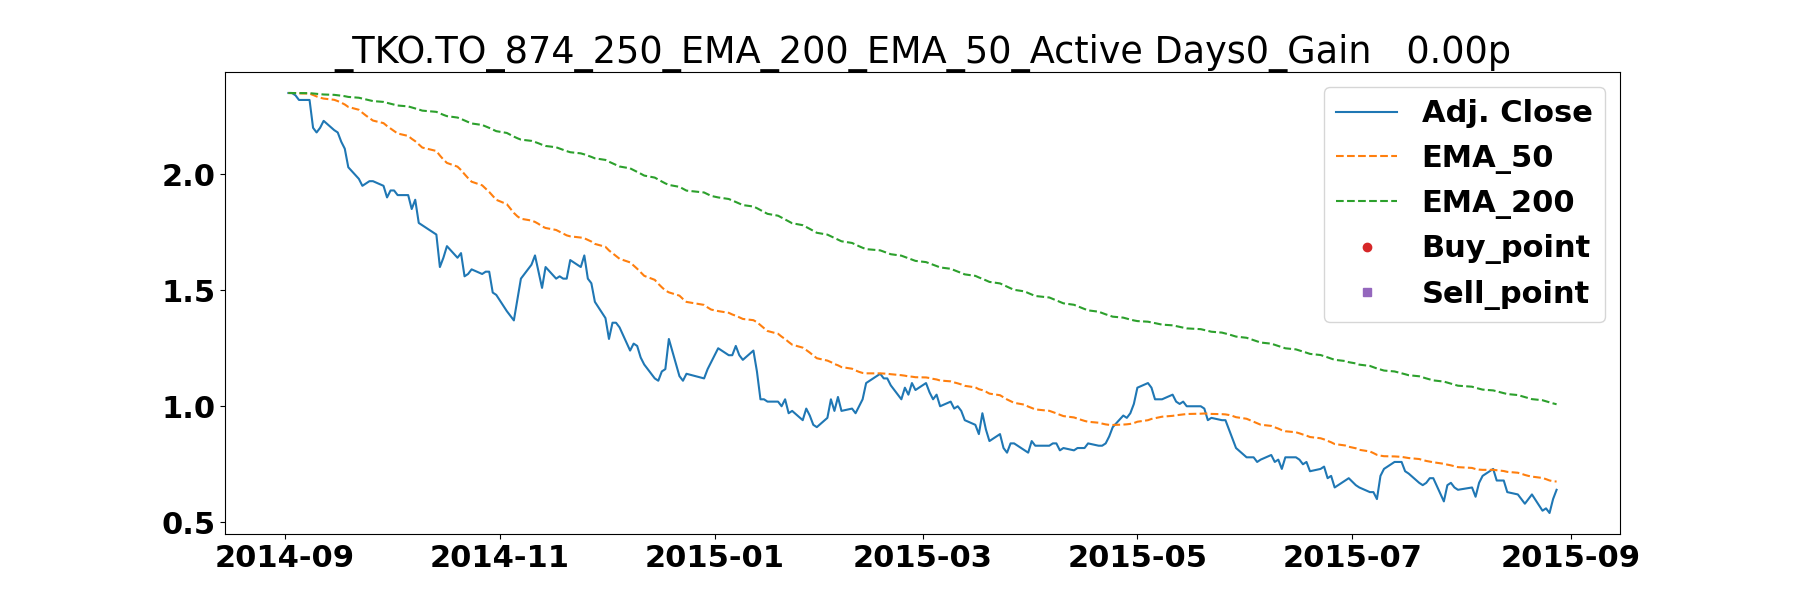 _TKO.TO_874_250_EMA_200_EMA_50_Active Days0_Gain   0.00p
Adj. Close
EMA_50
EMA_200
Buy_point
Sell_point
2.0
1.5
1.0
0.5
2014-09 2014-11 2015-01 2015-03 2015-05 2015-07 2015-09